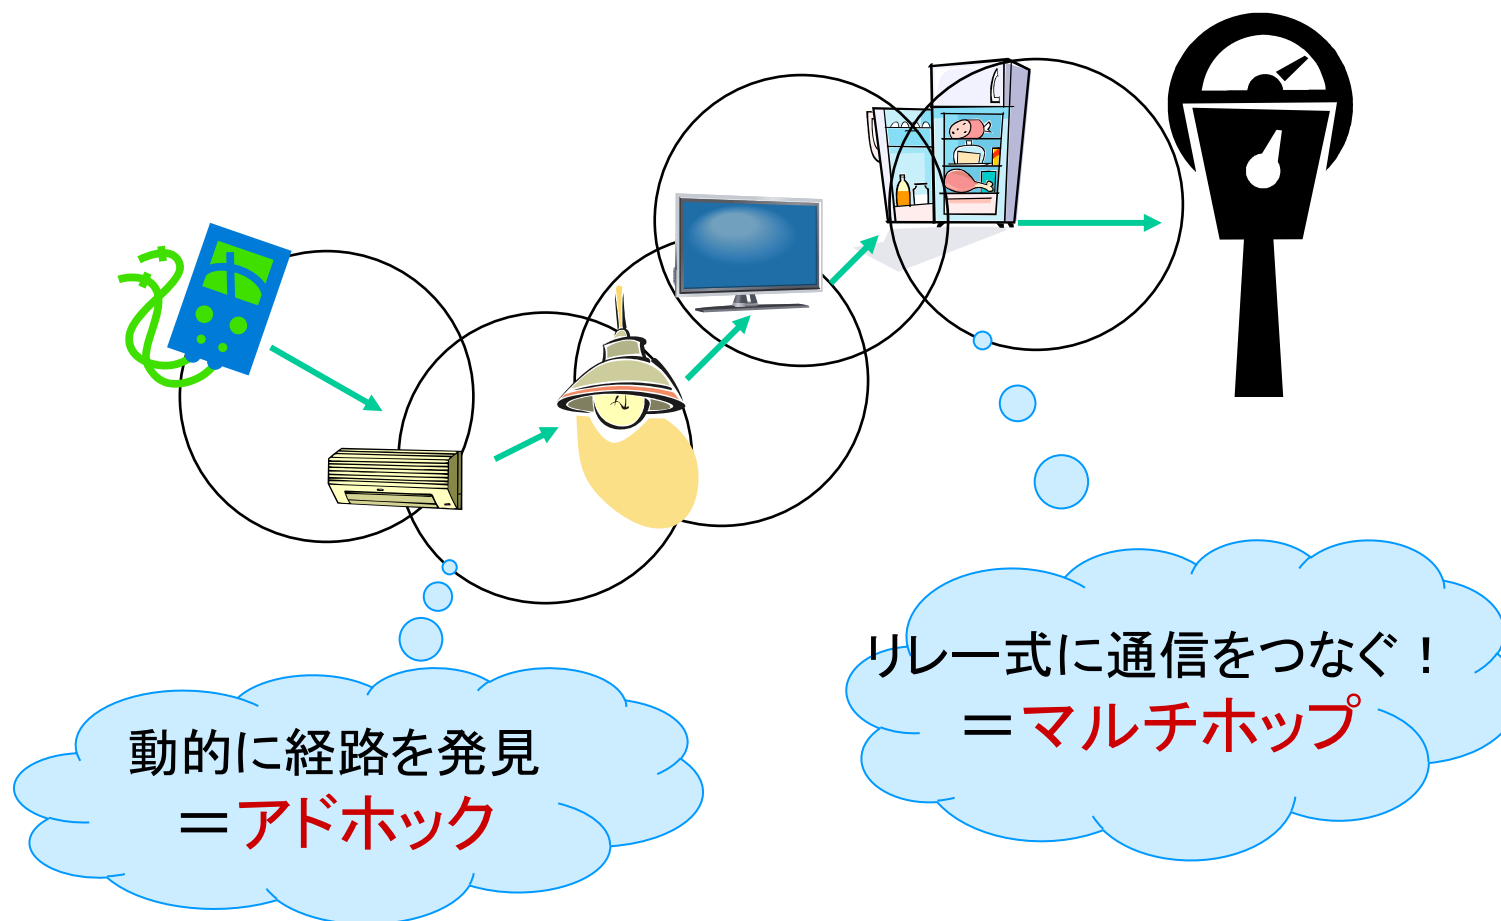 リレー式に通信をつなぐ！
＝マルチホップ
動的に経路を発見
＝アドホック